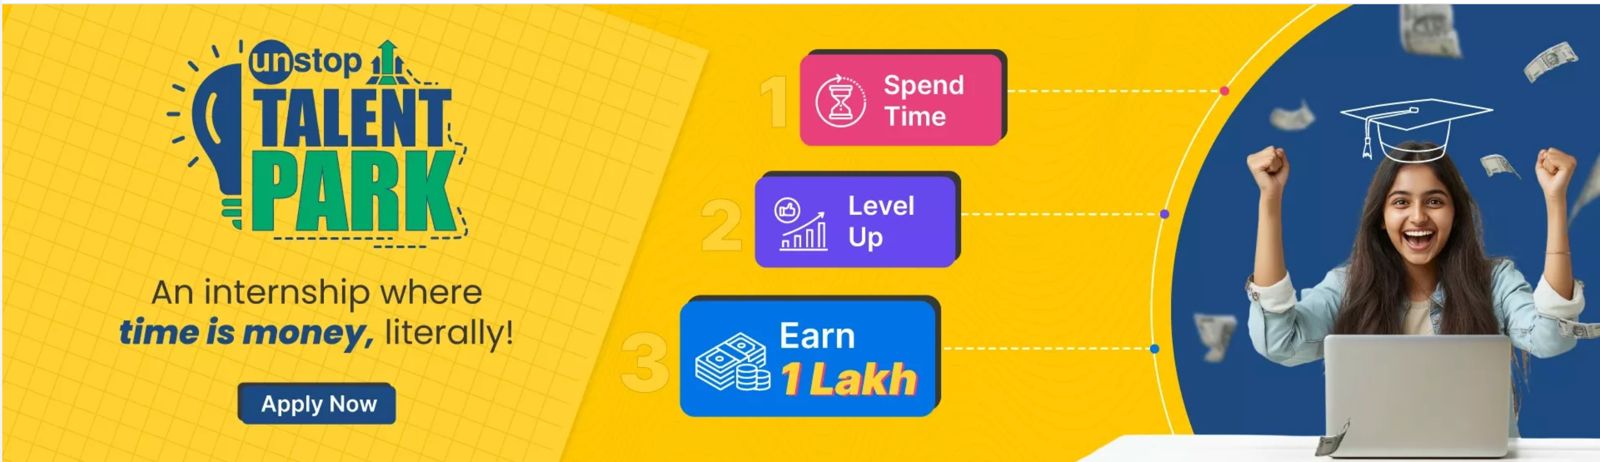 unstop
TALENT
PARK
An internship where
time is money, literally!
Apply Now
1
Spend
Time
2
Level
Up
3
Earn
1 Lakh